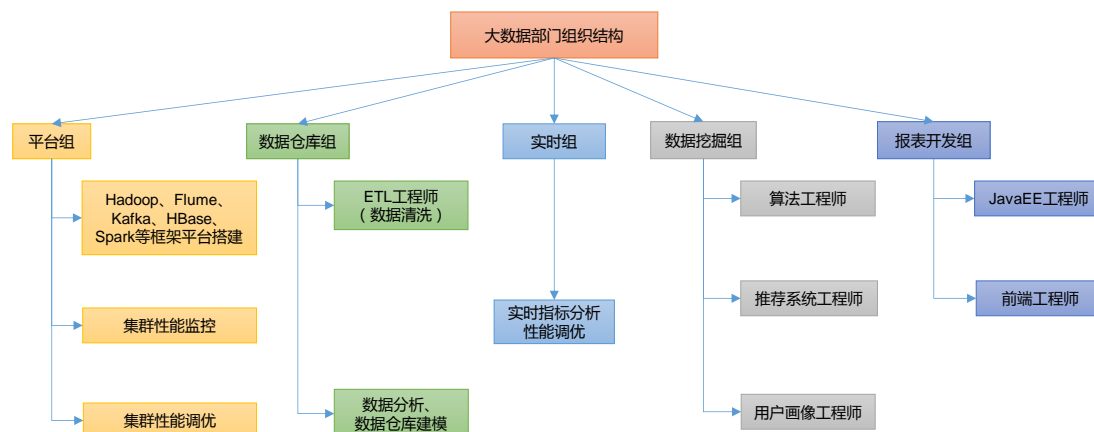 大数据部门组织结构
平台组
数据仓库组
实时组
数据挖掘组
报表开发组
Hadoop、Flume、
Kafka、HBase、
Spark等框架平台搭建
ETL工程师
（数据清洗）
算法工程师
JavaEE工程师
集群性能监控
实时指标分析
性能调优
推荐系统工程师
前端工程师
集群性能调优
数据分析、
数据仓库建模
用户画像工程师